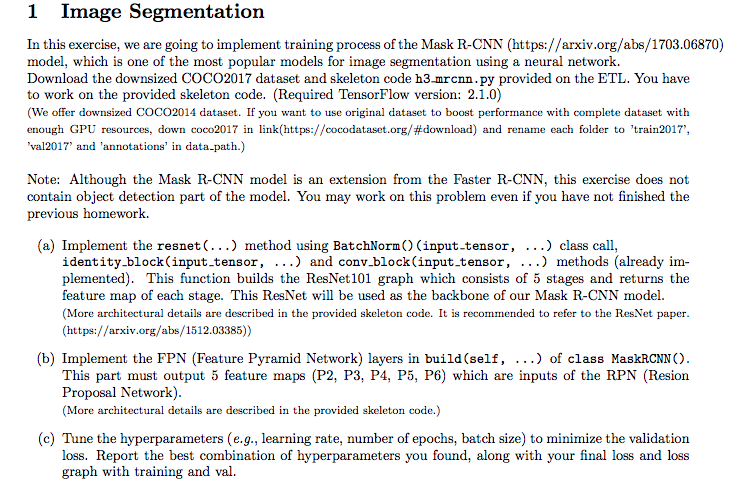 1 Image Segmentation
In this exercise, we are going to implement training process of the Mask R-CNN (https://arxiv.org/abs/1703.06870)
model, which is one of the most popular models for image segmentation using a neural network.
Download the downsized COCO2017 dataset and skeleton code h3_mrcnn.py provided on the ETL. You have
to work on the provided skeleton code. (Required TensorFlow version: 2.1.0)
(We offer downsized COCO2014 dataset. If you want to use original dataset to boost performance with complete dataset with
enough GPU resources, down coco2017 in link(https://cocodataset.org/#download) and rename each folder to 'train2017',
'val2017' and 'annotations' in data_path.)
Note: Although the Mask R-CNN model is an extension from the Faster R-CNN, this exercise does not
contain object detection part of the model. You may work on this problem even if you have not finished the
previous homework.
(a) Implement the resnet(...) method using BatchNorm()(input_tensor, ...) class call,
identity_block(input_tensor, ...) and conv_block(input_tensor, ...) methods (already im-
plemented). This function builds the ResNet101 graph which consists of 5 stages and returns the
feature map of each stage. This ResNet will be used as the backbone of our Mask R-CNN model.
(More architectural details are described in the provided skeleton code. It is recommended to refer to the ResNet paper.
(https://arxiv.org/abs/1512.03385))
(b) Implement the FPN (Feature Pyramid Network) layers in build(self, ...) of class MaskRCNN().
This part must output 5 feature maps (P2, P3, P4, P5, P6) which are inputs of the RPN (Resion
Proposal Network).
(More architectural details are described in the provided skeleton code.)
(c) Tune the hyperparameters (e.g., learning rate, number of epochs, batch size) to minimize the validation
loss. Report the best combination of hyperparameters you found, along with your final loss and loss
graph with training and val.